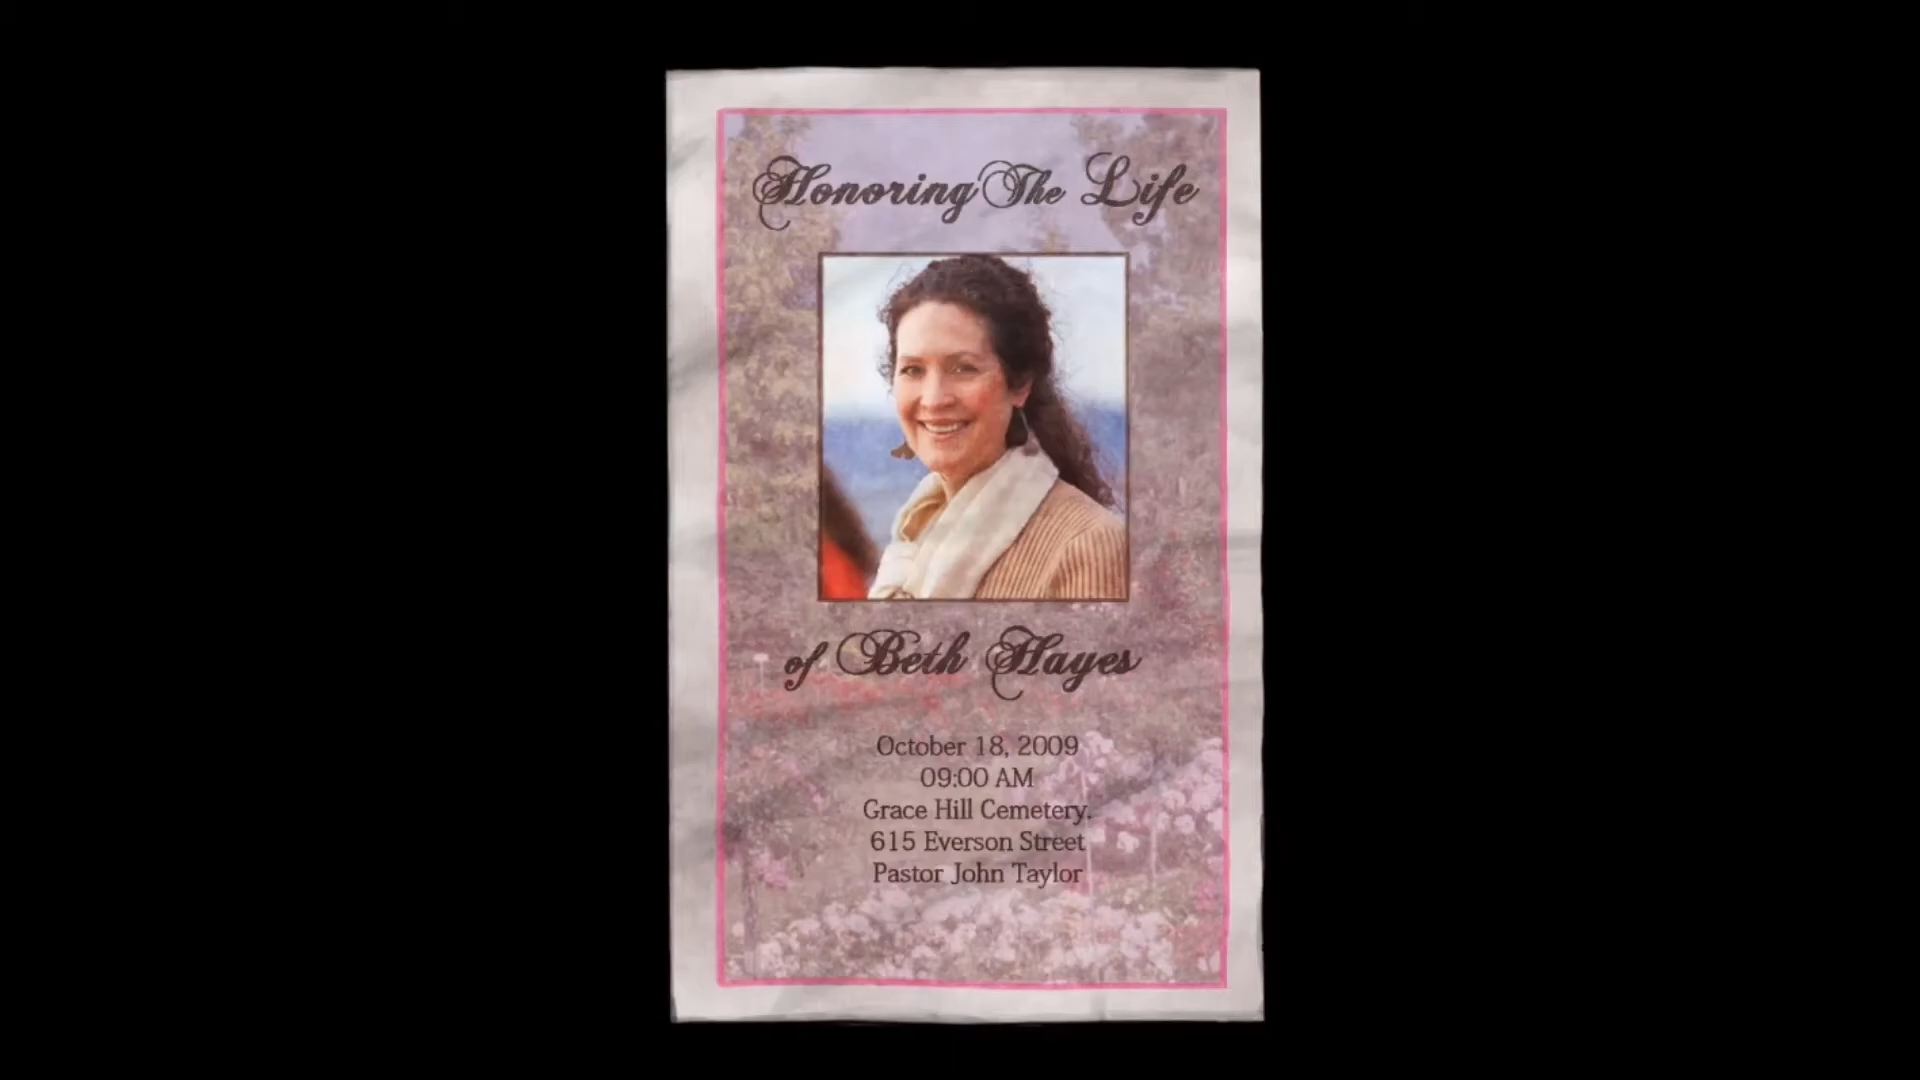 Honoring The Life
of Beth Hayes
October 18, 2009
09:00 AM
Grace Hill Cemetery.
615 Everson Street
Pastor John Taylor